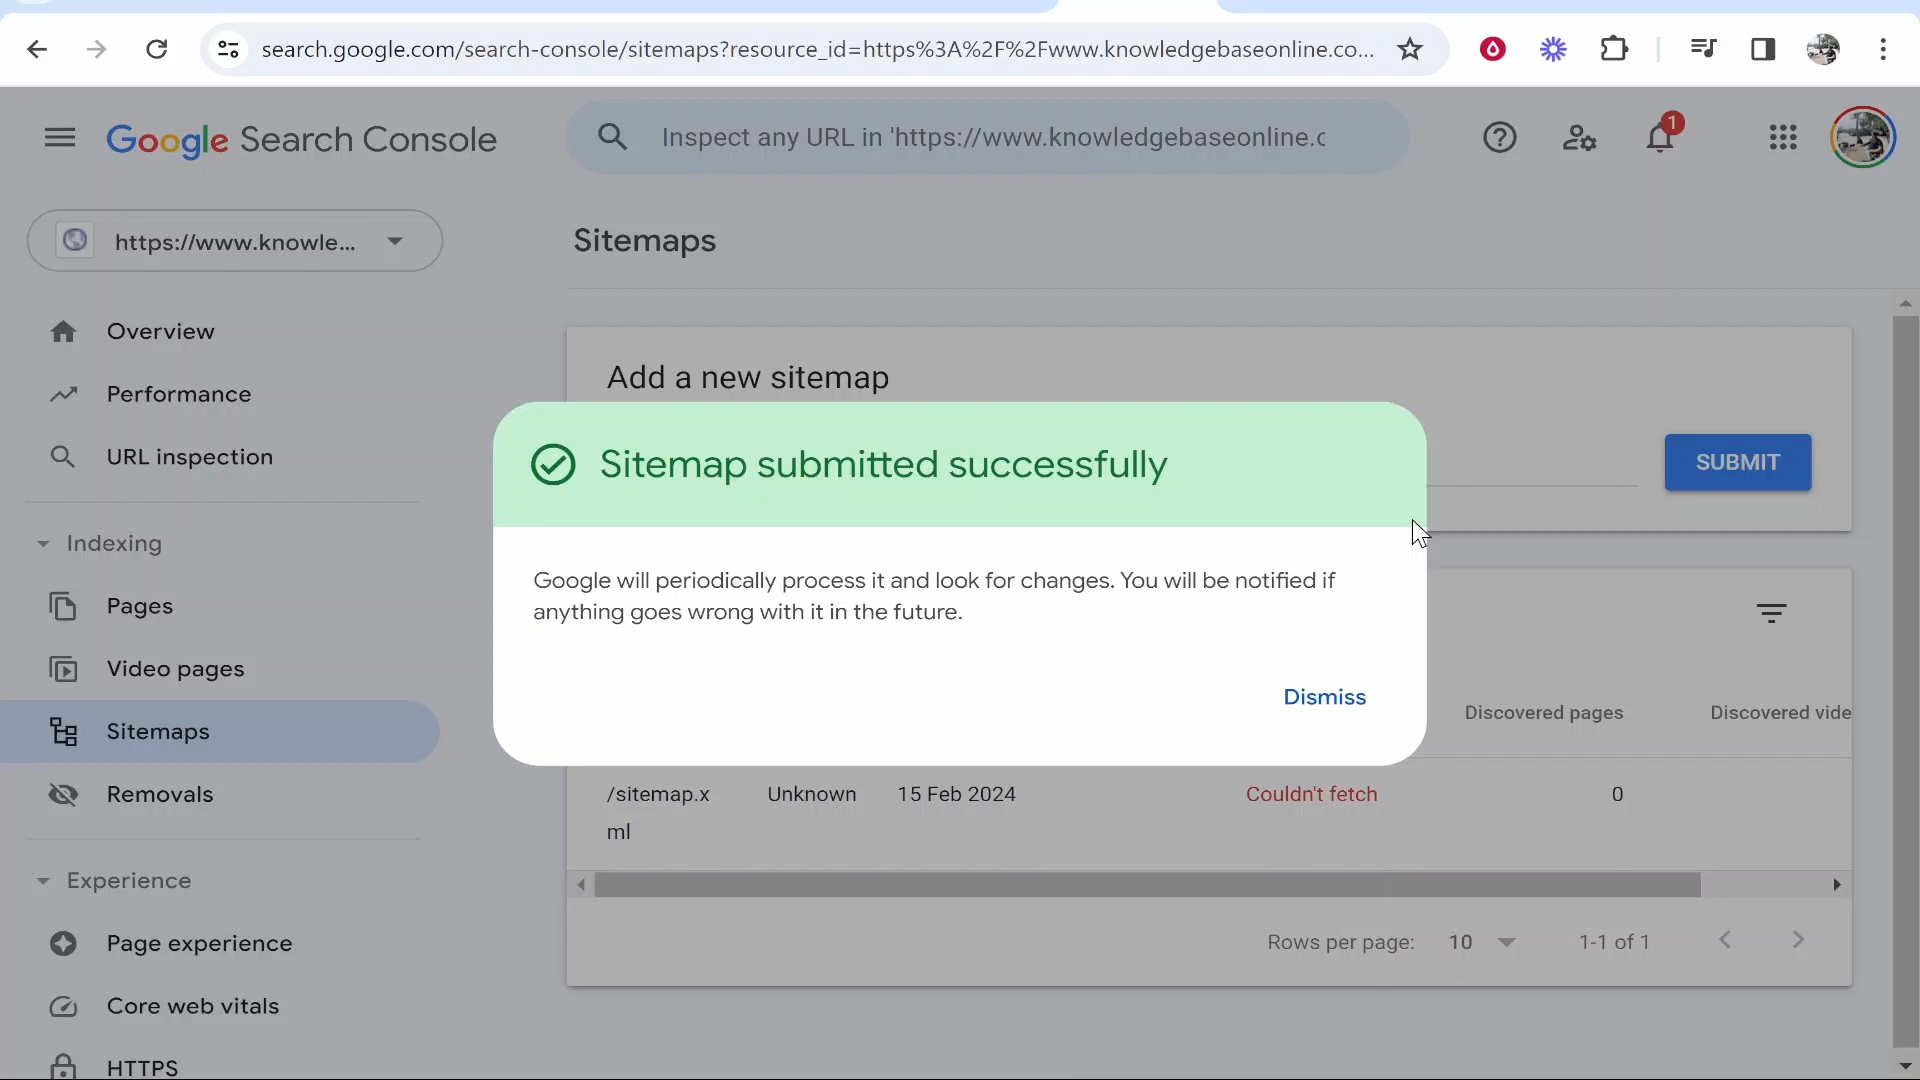 search.google.com/search-console/sitemaps?resource_id=https%3A%2F%2Fwww.knowledgebaseonline.co...
Google Search Console
Inspect any URL in 'https://www.knowledgebaseonline.c
1
https://www.knowle...
Sitemaps
Overview
Performance
URL inspection
Indexing
Pages
Video pages
Sitemaps
Removals
Experience
Page experience
Core web vitals
HTTPS
Add a new sitemap
SUBMIT
Sitemap submitted successfully
Google will periodically process it and look for changes. You will be notified if
anything goes wrong with it in the future.
Dismiss
Discovered pages
Discovered vide
/sitemap.x
ml
Unknown
15 Feb 2024
Couldn't fetch
0
Rows per page: 10
1-1 of 1